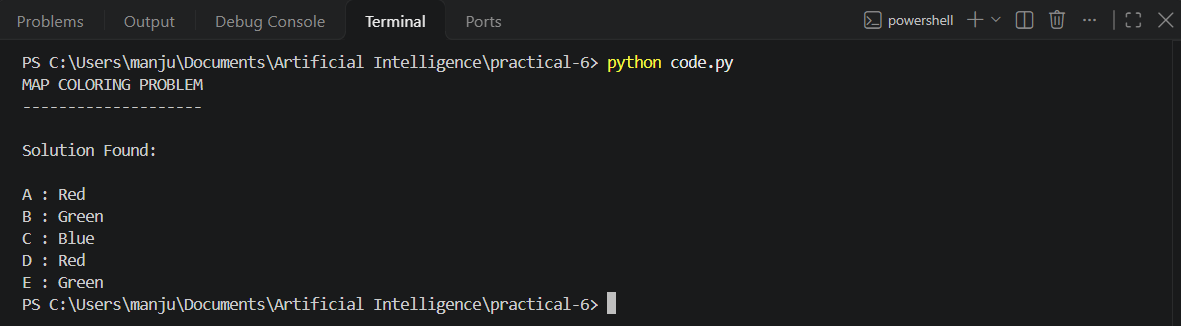 Problems Output Debug Console Terminal Ports powershell
PS C:\Users\manju\Documents\Artificial Intelligence\practical-6> python code.py
MAP COLORING PROBLEM
--------------------
Solution Found:
A : Red
B : Green
C : Blue
D : Red
E : Green
PS C:\Users\manju\Documents\Artificial Intelligence\practical-6>